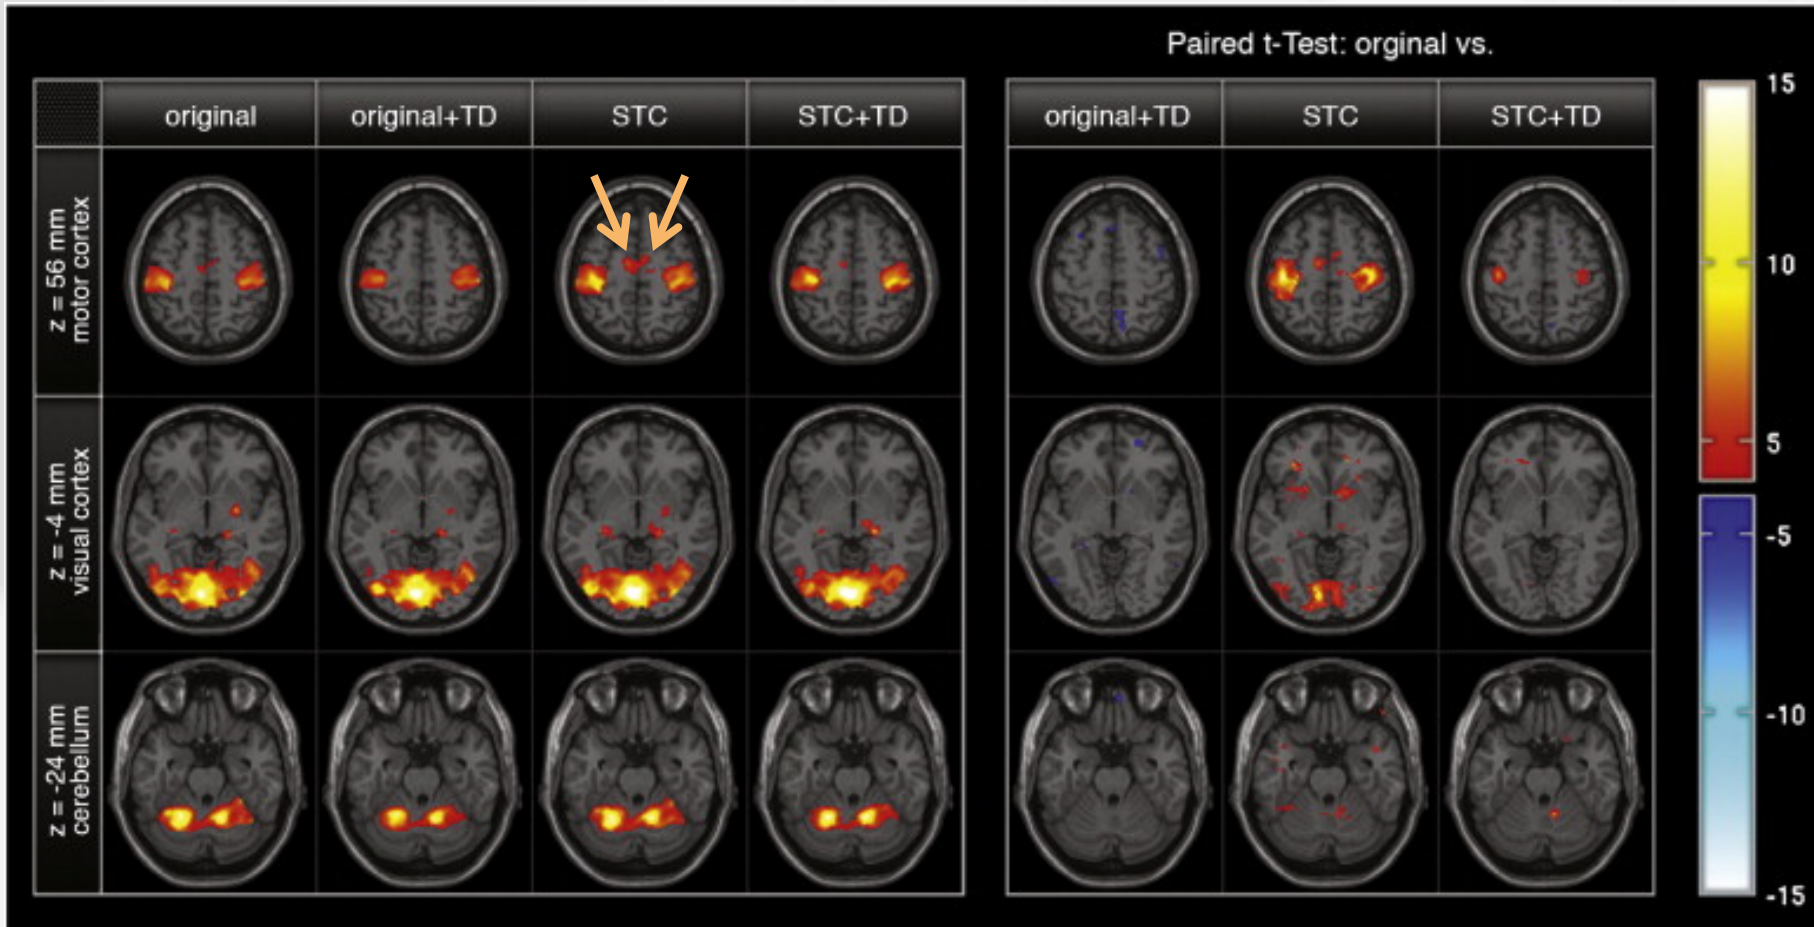 Paired t-Test: orginal vs.
original
original+TD
STC
STC+TD
original+TD
STC
STC+TD
z = 56 mm
motor cortex
z = -4 mm
visual cortex
z = -24 mm
cerebellum
15
10
5
-5
-10
-15